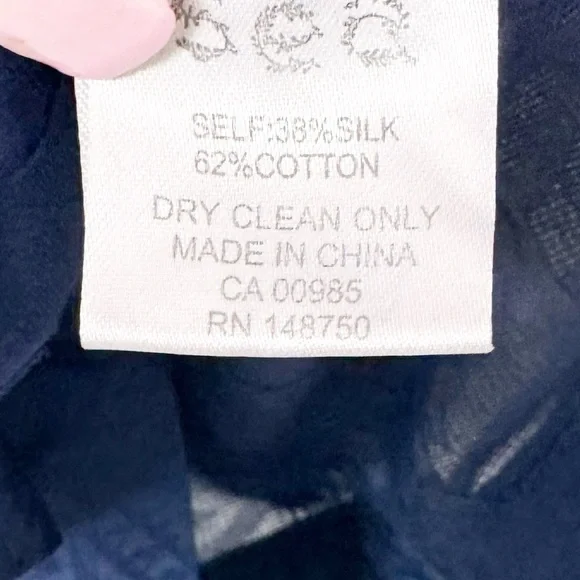 SELF:38%SILK
62%COTTON
DRY CLEAN ONLY
MADE IN CHINA
CA 00985
RN 148750